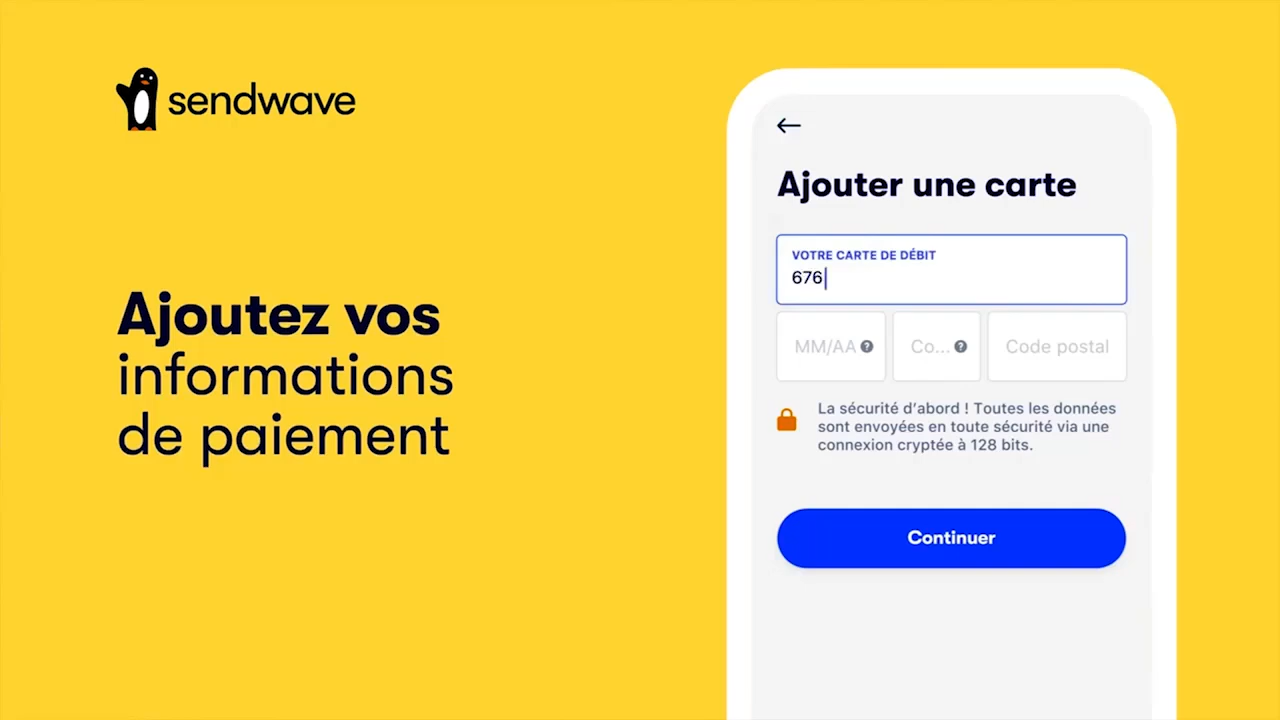 sendwave
Ajoutez vos
informations
de paiement
Ajouter une carte
VOTRE CARTE DE DÉBIT
676
MM/AA ?
Co... ?
Code postal
La sécurité d'abord ! Toutes les données
sont envoyées en toute sécurité via une
connexion cryptée à 128 bits.
Continuer